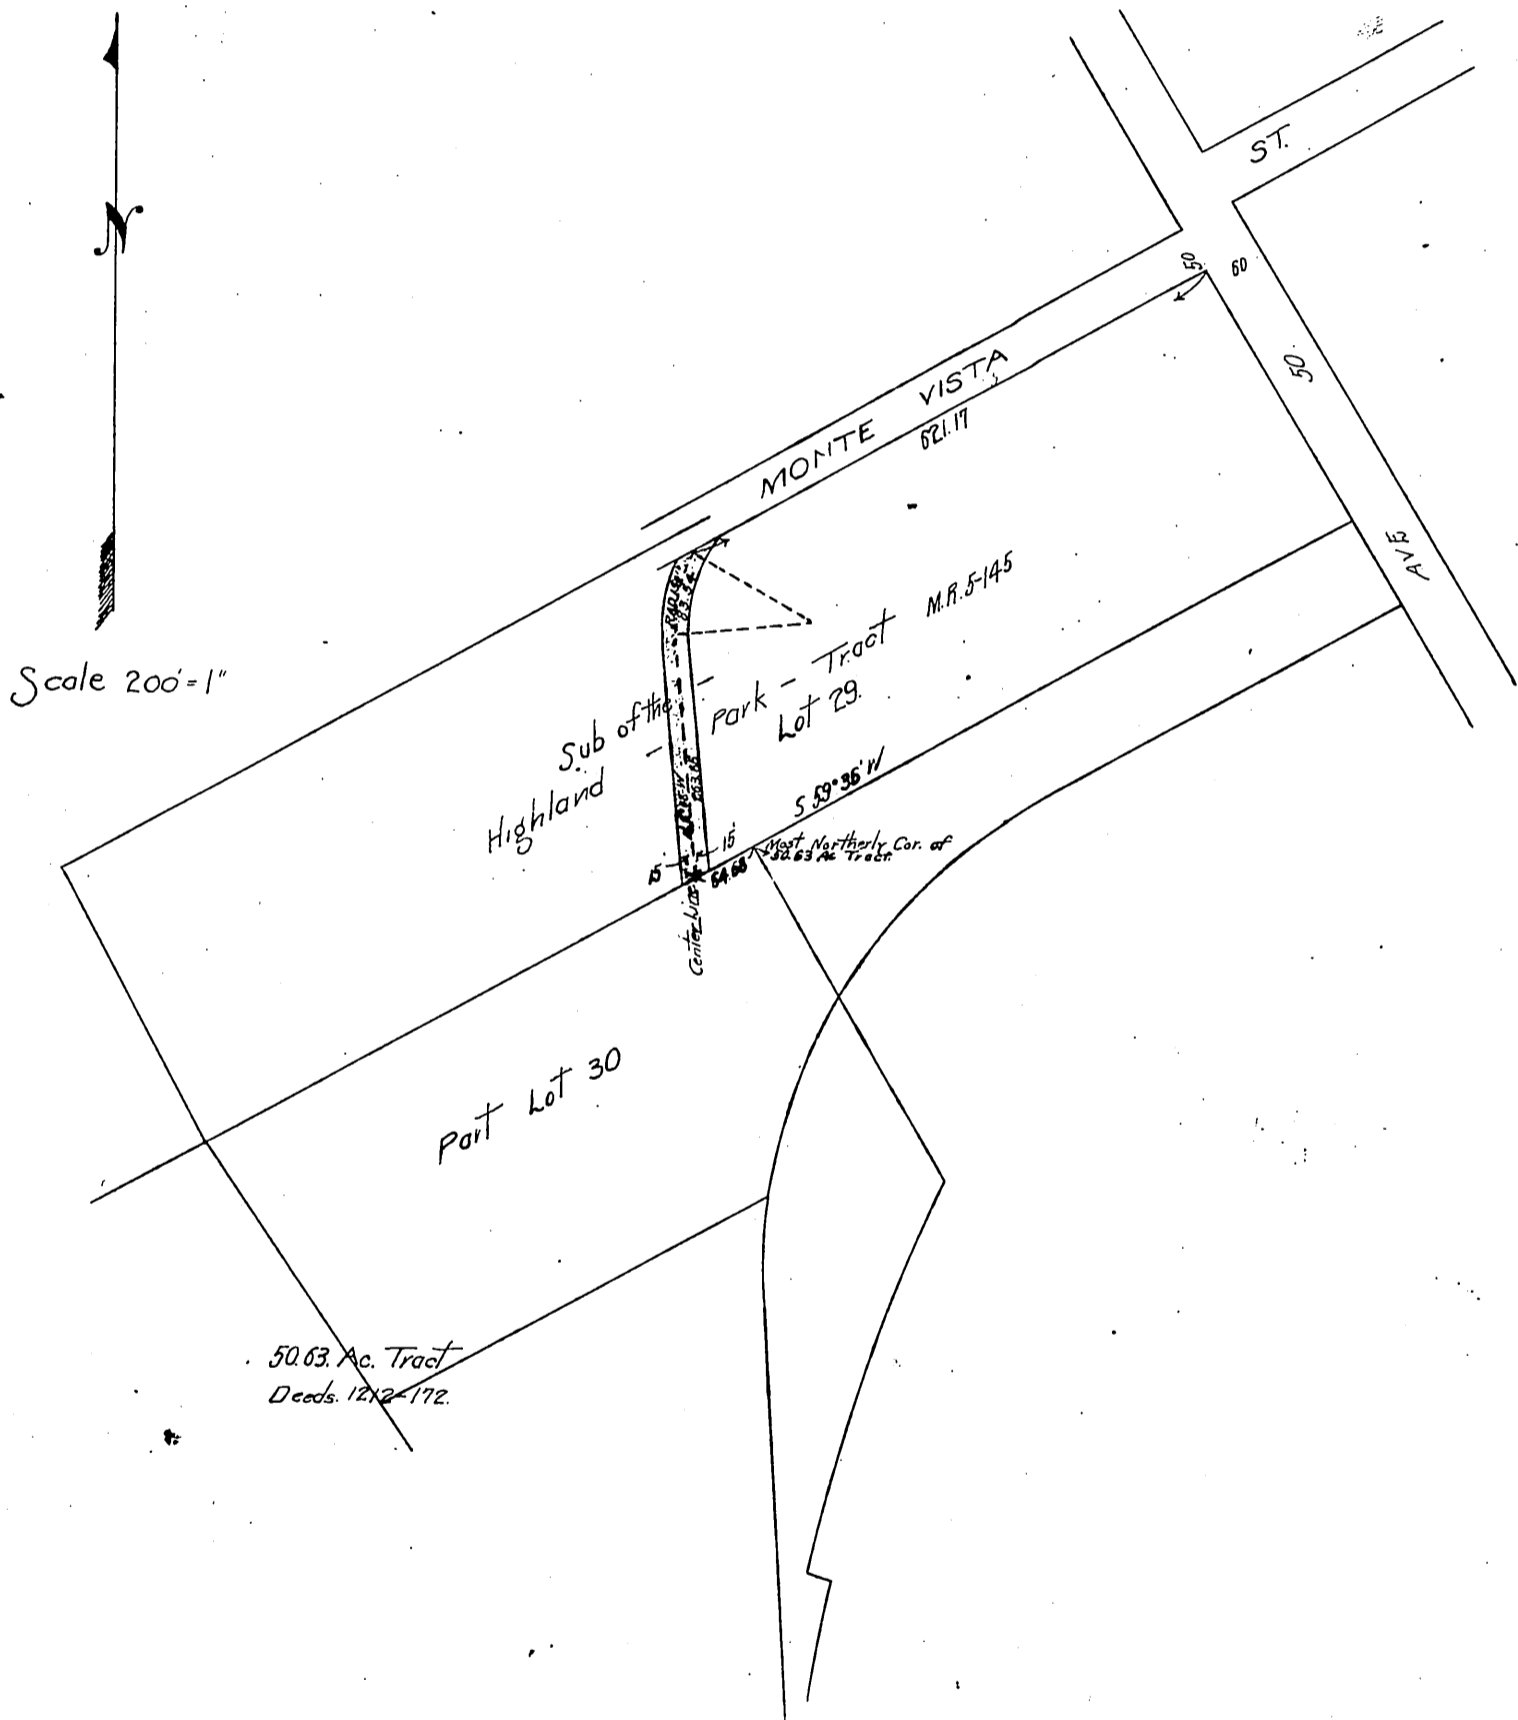 N
Scale 200'=1"
ST.
50
60
50
AVE
MONTE VISTA
621.17
Sub of the
Highland - Park - Tract M.R. 5-145
Lot 29.
S 59°36' W
15
15'
64.68
Most Northerly Cor. of
50.63 Ac Tract.
Center Line
Part Lot 30
50.63. Ac. Tract
Deeds. 1212-172.